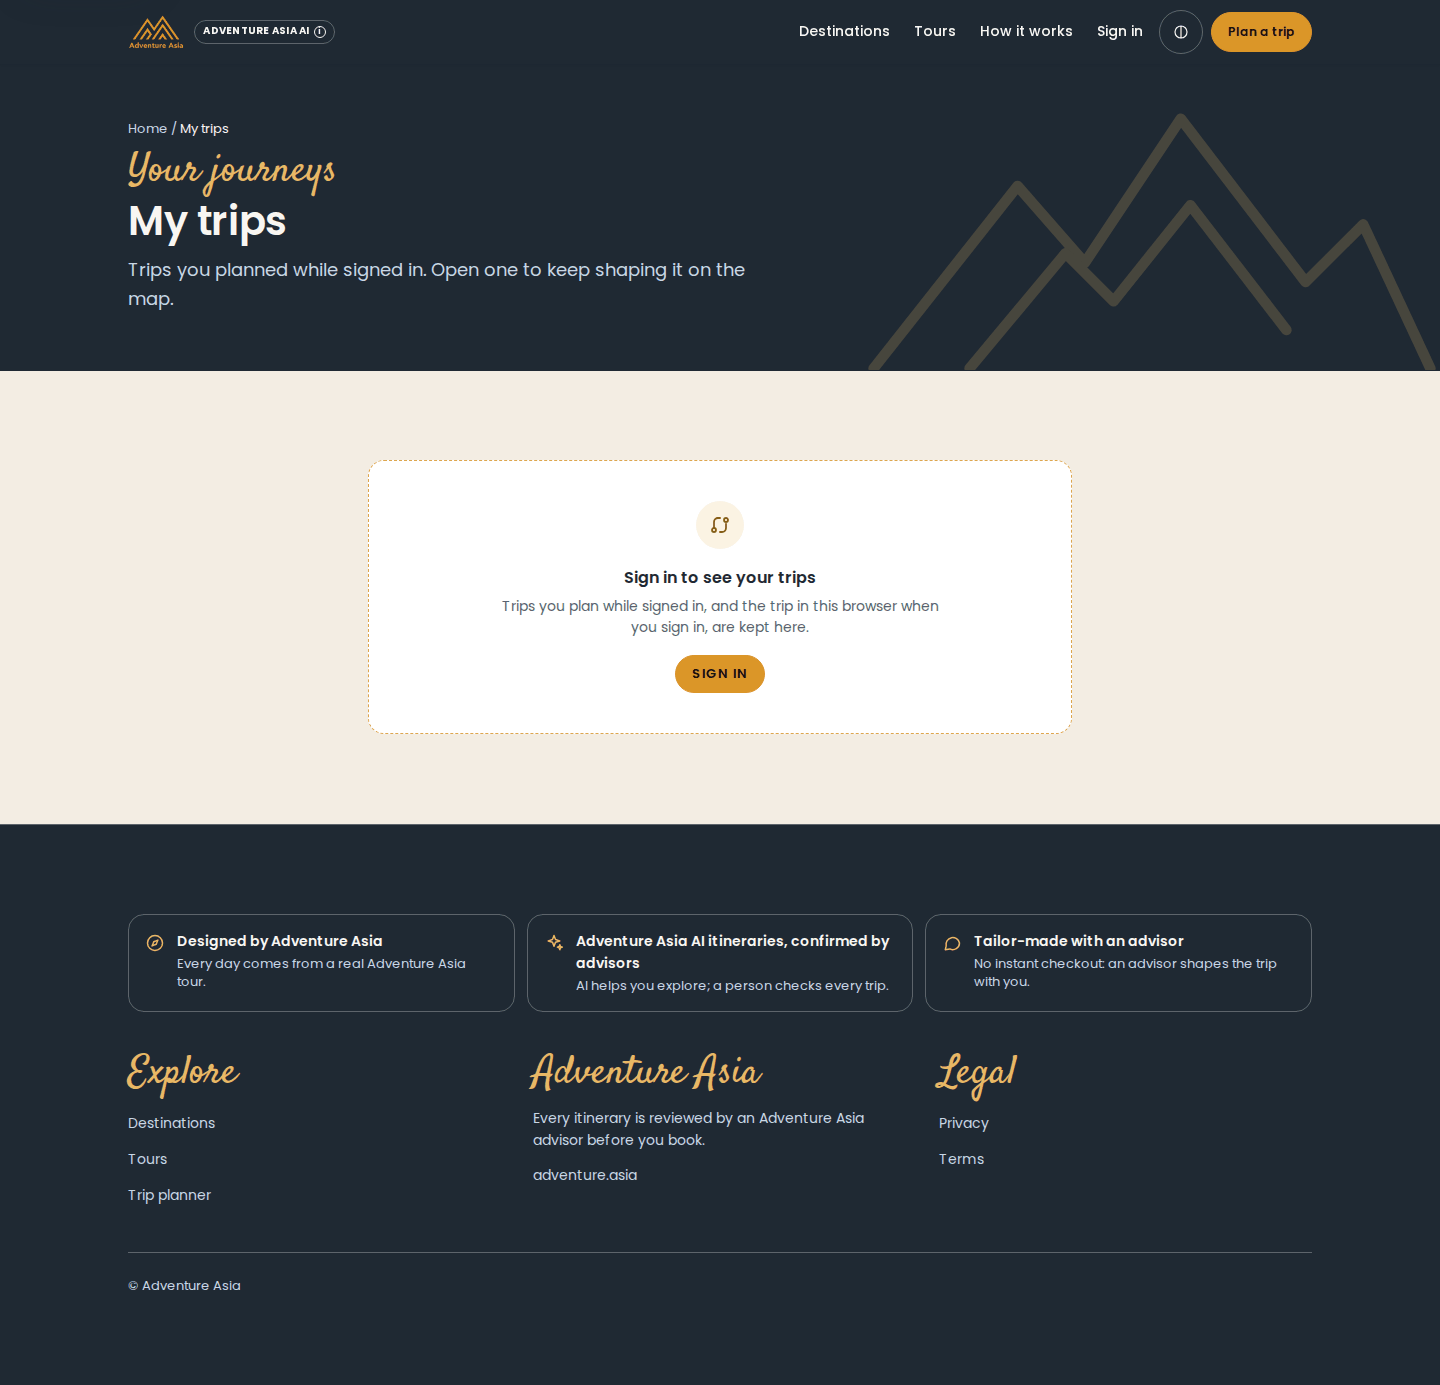 Adventure Asia
ADVENTURE ASIA AI
Destinations
Tours
How it works
Sign in
Plan a trip
Home / My trips
Your journeys
My trips
Trips you planned while signed in. Open one to keep shaping it on the
map.
Sign in to see your trips
Trips you plan while signed in, and the trip in this browser when
you sign in, are kept here.
SIGN IN
Designed by Adventure Asia
Every day comes from a real Adventure Asia
tour.
Adventure Asia AI itineraries, confirmed by
advisors
AI helps you explore; a person checks every trip.
Tailor-made with an advisor
No instant checkout: an advisor shapes the trip
with you.
Explore
Destinations
Tours
Trip planner
Adventure Asia
Every itinerary is reviewed by an Adventure Asia
advisor before you book.
adventure.asia
Legal
Privacy
Terms
© Adventure Asia